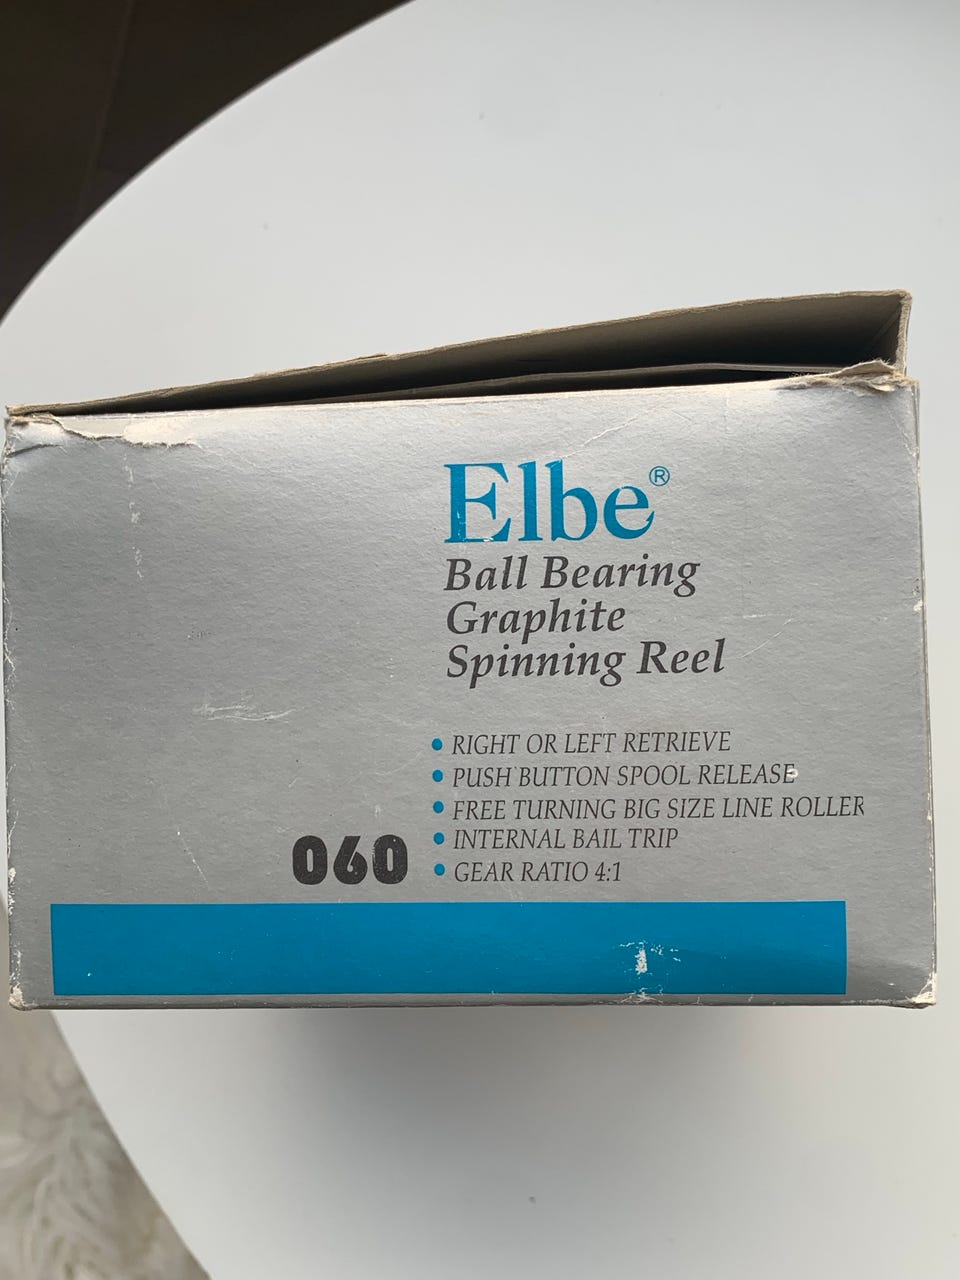 Elbe®
Ball Bearing
Graphite
Spinning Reel
• RIGHT OR LEFT RETRIEVE
• PUSH BUTTON SPOOL RELEASE
• FREE TURNING BIG SIZE LINE ROLLER
• INTERNAL BAIL TRIP
060 • GEAR RATIO 4:1